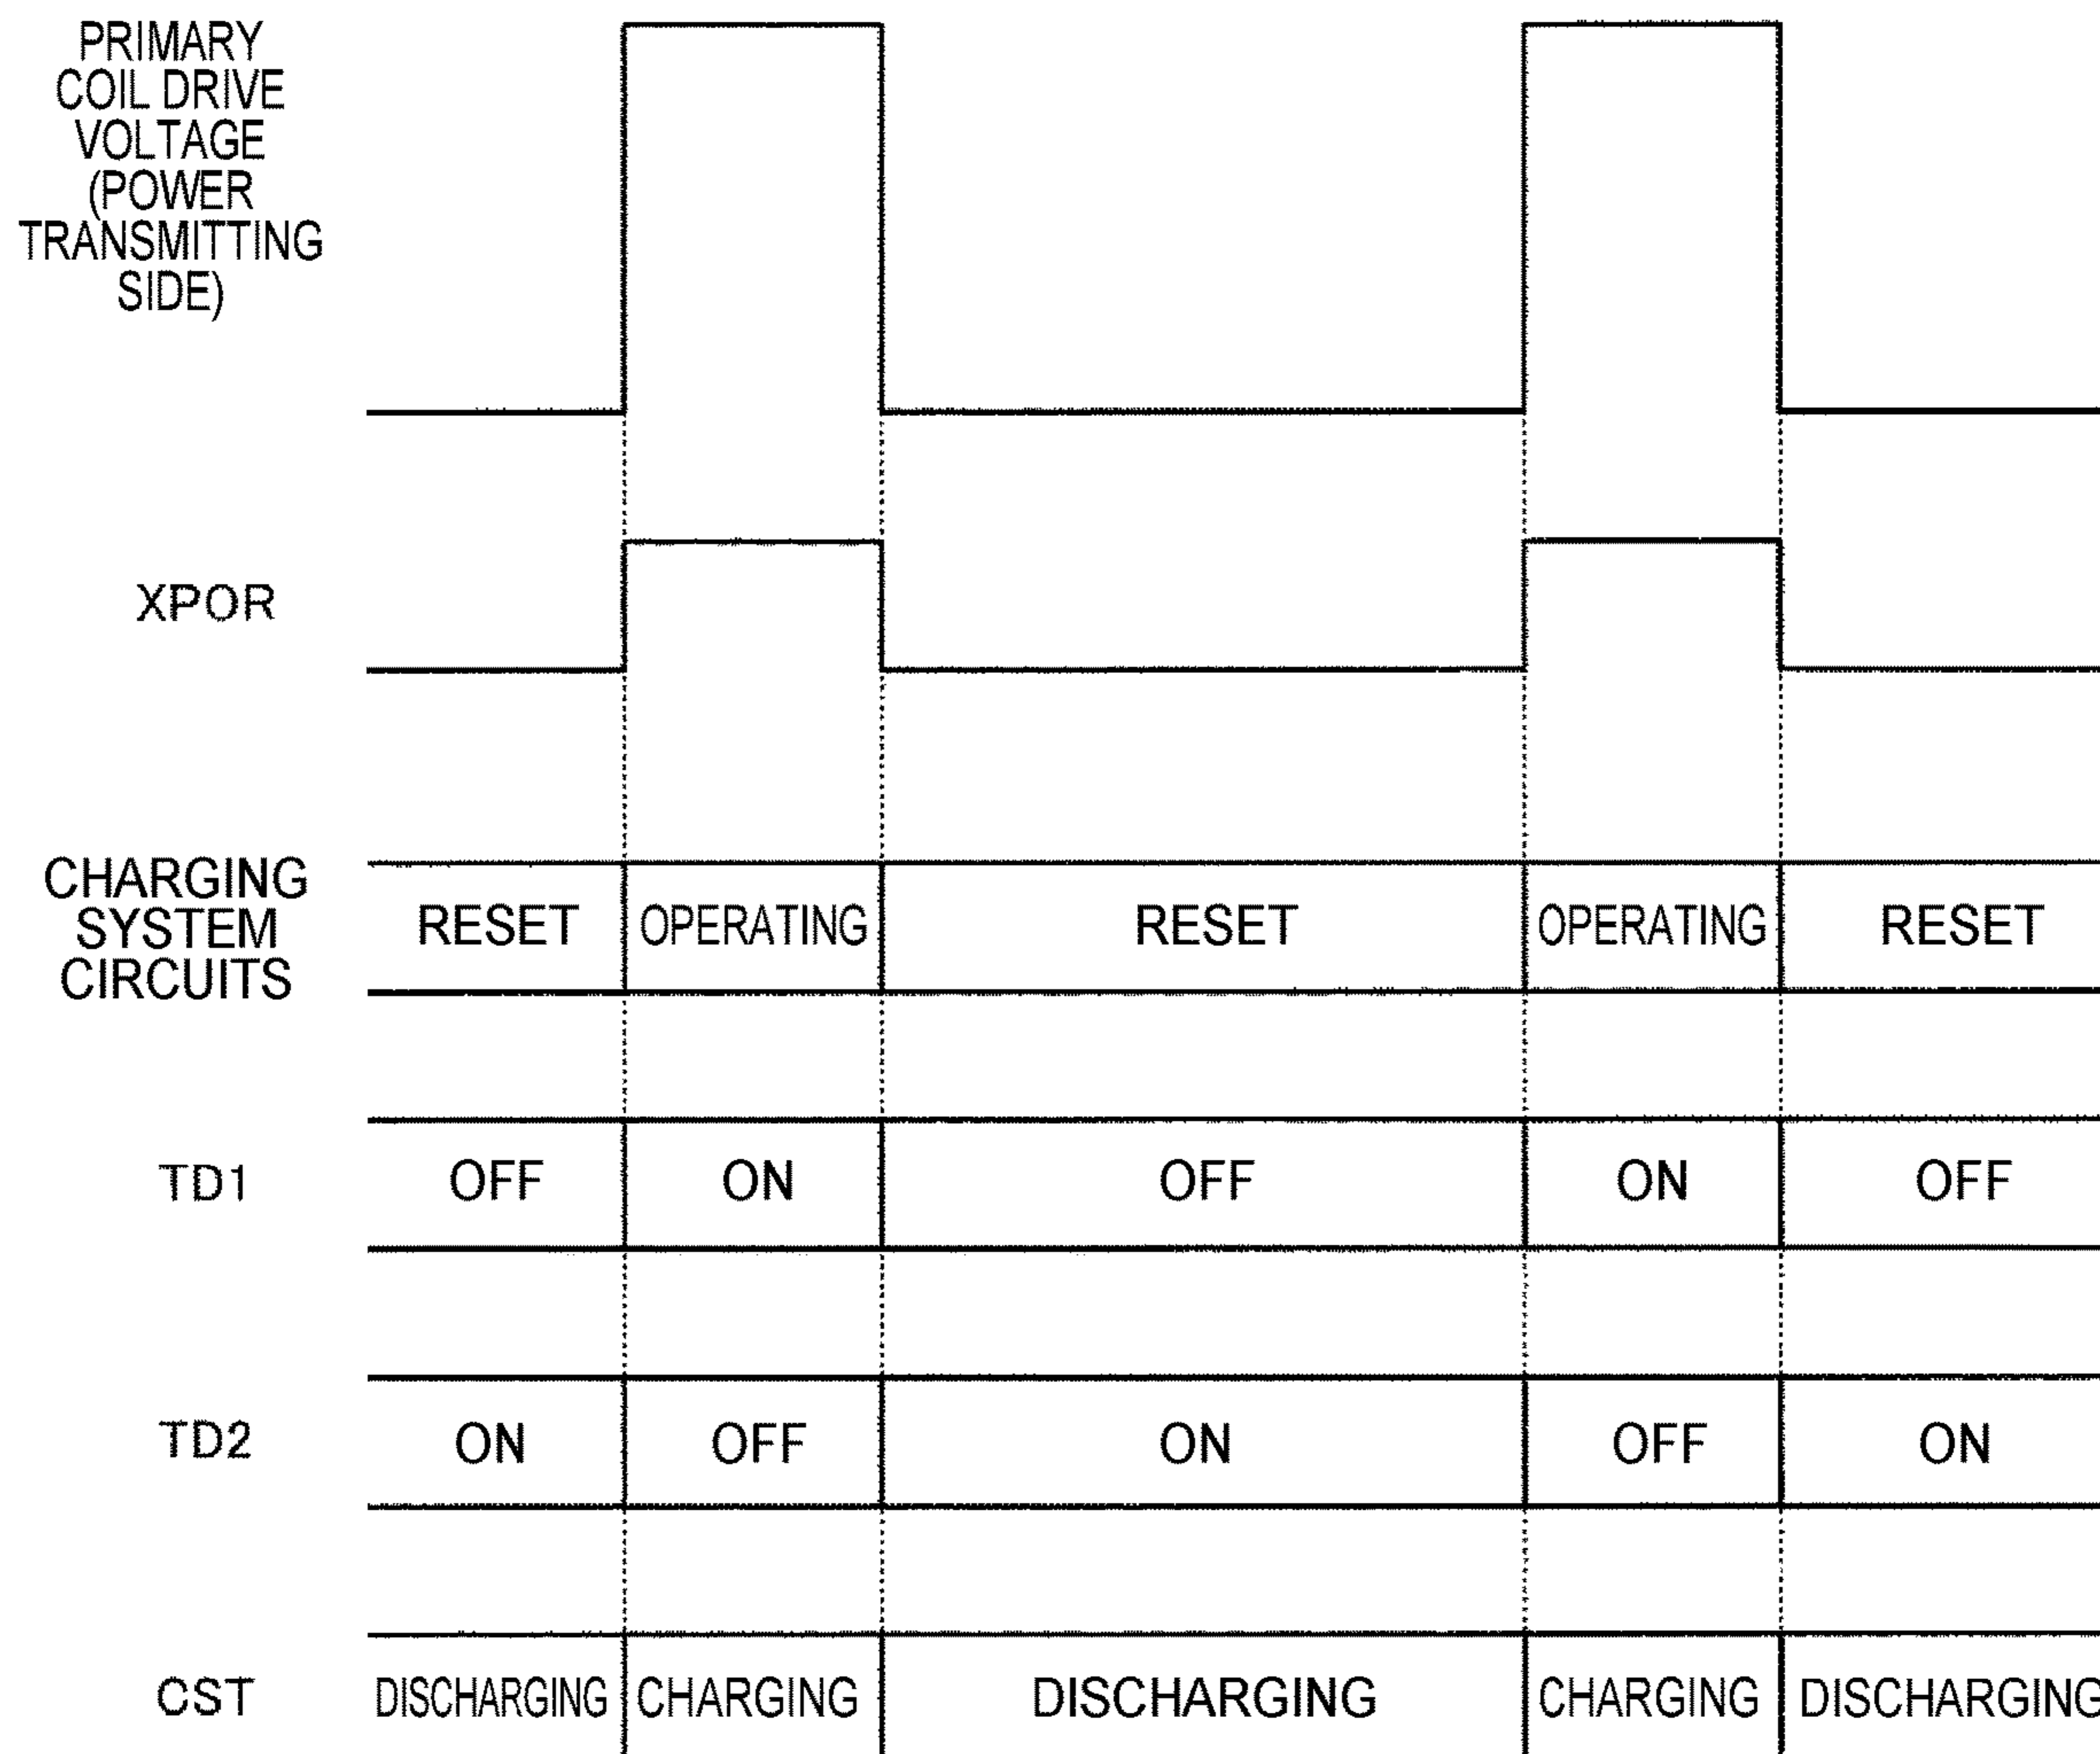 PRIMARY
COIL DRIVE
VOLTAGE
(POWER
TRANSMITTING
SIDE)
XPOR
CHARGING
SYSTEM
CIRCUITS
RESET OPERATING RESET OPERATING RESET
TD1 OFF ON OFF ON OFF
TD2 ON OFF ON OFF ON
CST DISCHARGING CHARGING DISCHARGING CHARGING DISCHARGING